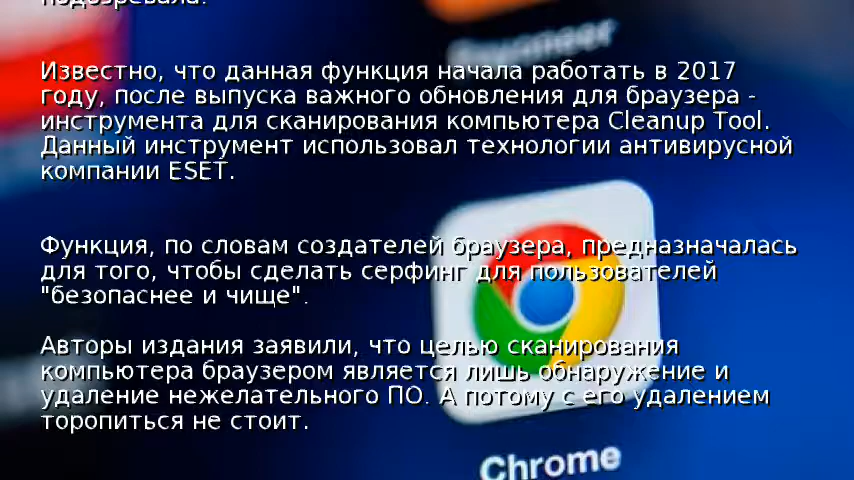 подозревала.
Известно, что данная функция начала работать в 2017
году, после выпуска важного обновления для браузера -
инструмента для сканирования компьютера Cleanup Tool.
Данный инструмент использовал технологии антивирусной
компании ESET.
Функция, по словам создателей браузера, предназначалась
для того, чтобы сделать серфинг для пользователей
"безопаснее и чище".
Авторы издания заявили, что целью сканирования
компьютера браузером является лишь обнаружение и
удаление нежелательного ПО. А потому с его удалением
торопиться не стоит.
Chrome